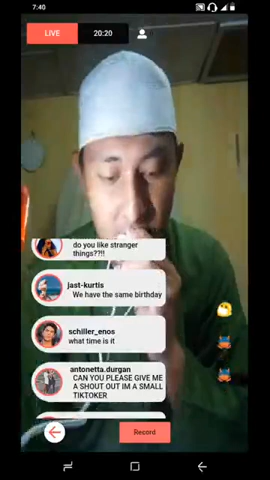 7:40
LIVE
20:20
do you like stranger
things??!!
jast-kurtis
We have the same birthday
schiller_enos
what time is it
antonetta.durgan
CAN YOU PLEASE GIVE ME
A SHOUT OUT IM A SMALL
TIKTOKER
Record